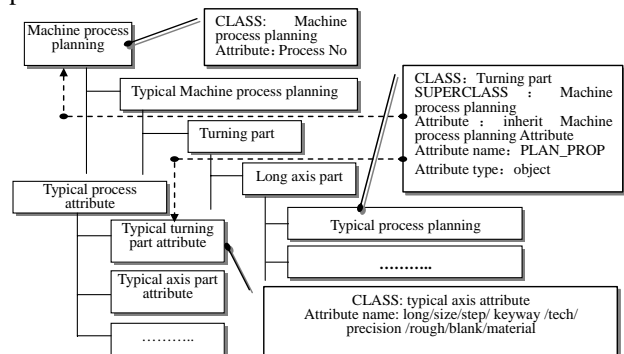 Machine process
planning
CLASS: Machine
process planning
Attribute：Process No
Typical Machine process planning
Turning part
Long axis part
CLASS：Turning part
SUPERCLASS ： Machine
process planning
Attribute ： inherit Machine
process planning Attribute
Attribute name：PLAN_PROP
Attribute type：object
Typical process
attribute
Typical turning
part attribute
Typical axis part
attribute
………..
Typical process planning
………..
CLASS: typical axis attribute
Attribute name: long/size/step/ keyway /tech/
precision /rough/blank/material